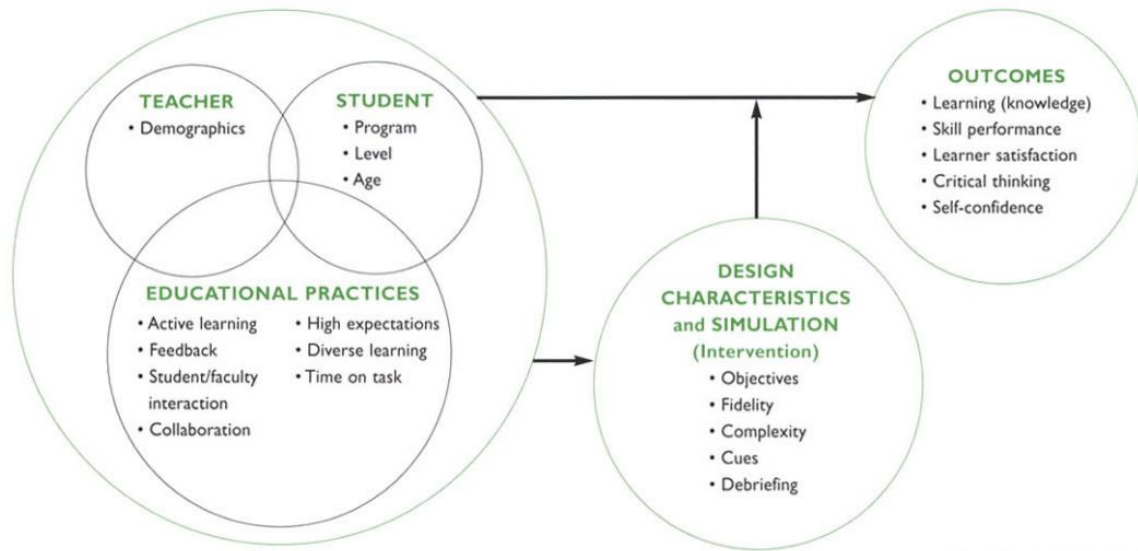 TEACHER
• Demographics
STUDENT
• Program
• Level
• Age
EDUCATIONAL PRACTICES
• Active learning
• Feedback
• Student/faculty
interaction
• Collaboration
• High expectations
• Diverse learning
• Time on task
DESIGN
CHARACTERISTICS
and SIMULATION
(Intervention)
• Objectives
• Fidelity
• Complexity
• Cues
• Debriefing
OUTCOMES
• Learning (knowledge)
• Skill performance
• Learner satisfaction
• Critical thinking
• Self-confidence